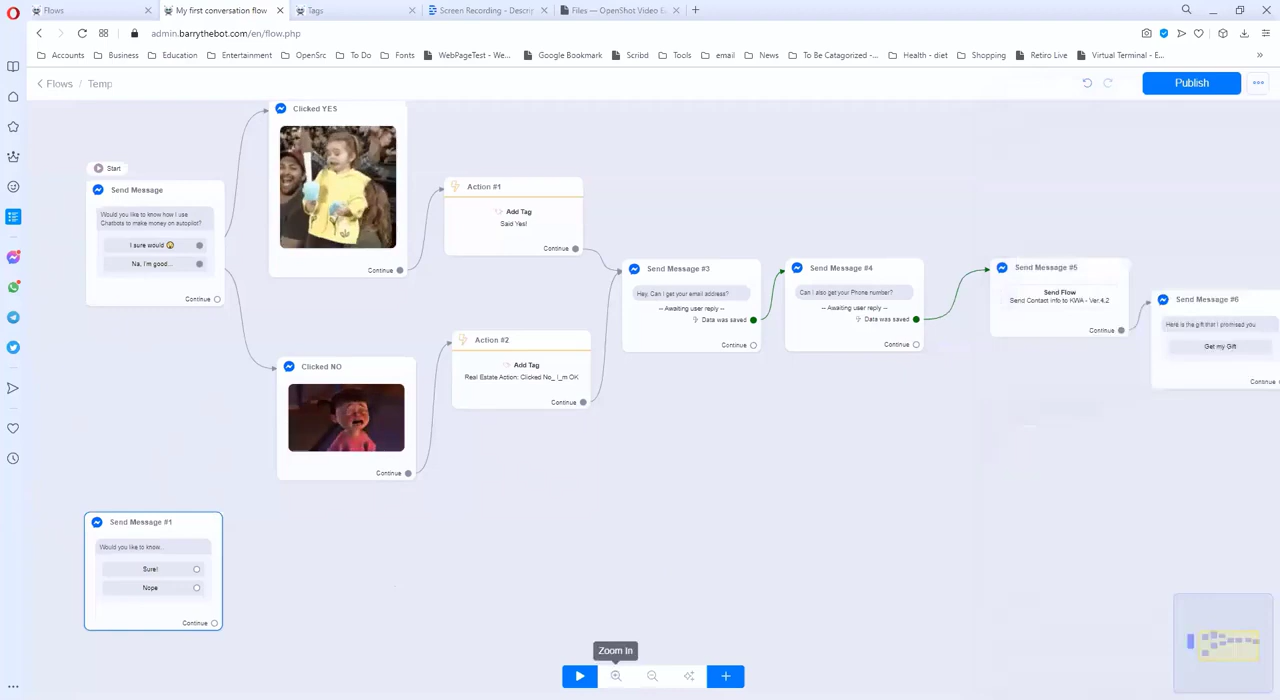 Flows
My first conversation flow
Tags
Screen Recording - Descri
Files — OpenShot Video E
admin.barrythebot.com/en/flow.php
Accounts
Business
Education
Entertainment
OpenSrc
To Do
Fonts
WebPageTest - We...
Google Bookmark
Scribd
Tools
email
News
To Be Catagorized -...
Health - diet
Shopping
Retiro Live
Virtual Terminal - E...
Flows / Temp
Publish
Clicked YES
Continue
Start
Send Message
Would you like to know how I use
Chatbots to make money on autopilot?
I sure would 😱
Na, I'm good...
Continue
Action #1
Add Tag
Said Yes!
Continue
Send Message #3
Hey, Can I get your email address?
-- Awaiting user reply --
Data was saved
Continue
Send Message #4
Can I also get your Phone number?
-- Awaiting user reply --
Data was saved
Continue
Send Message #5
Send Flow
Send Contact info to KWA - Ver.4.2
Continue
Send Message #6
Here is the gift that I promised you
Get my Gift
Continue
Action #2
Add Tag
Real Estate Action: Clicked No_ I_m OK
Continue
Clicked NO
Continue
Send Message #1
Would you like to know...
Sure!
Nope
Continue
Zoom In